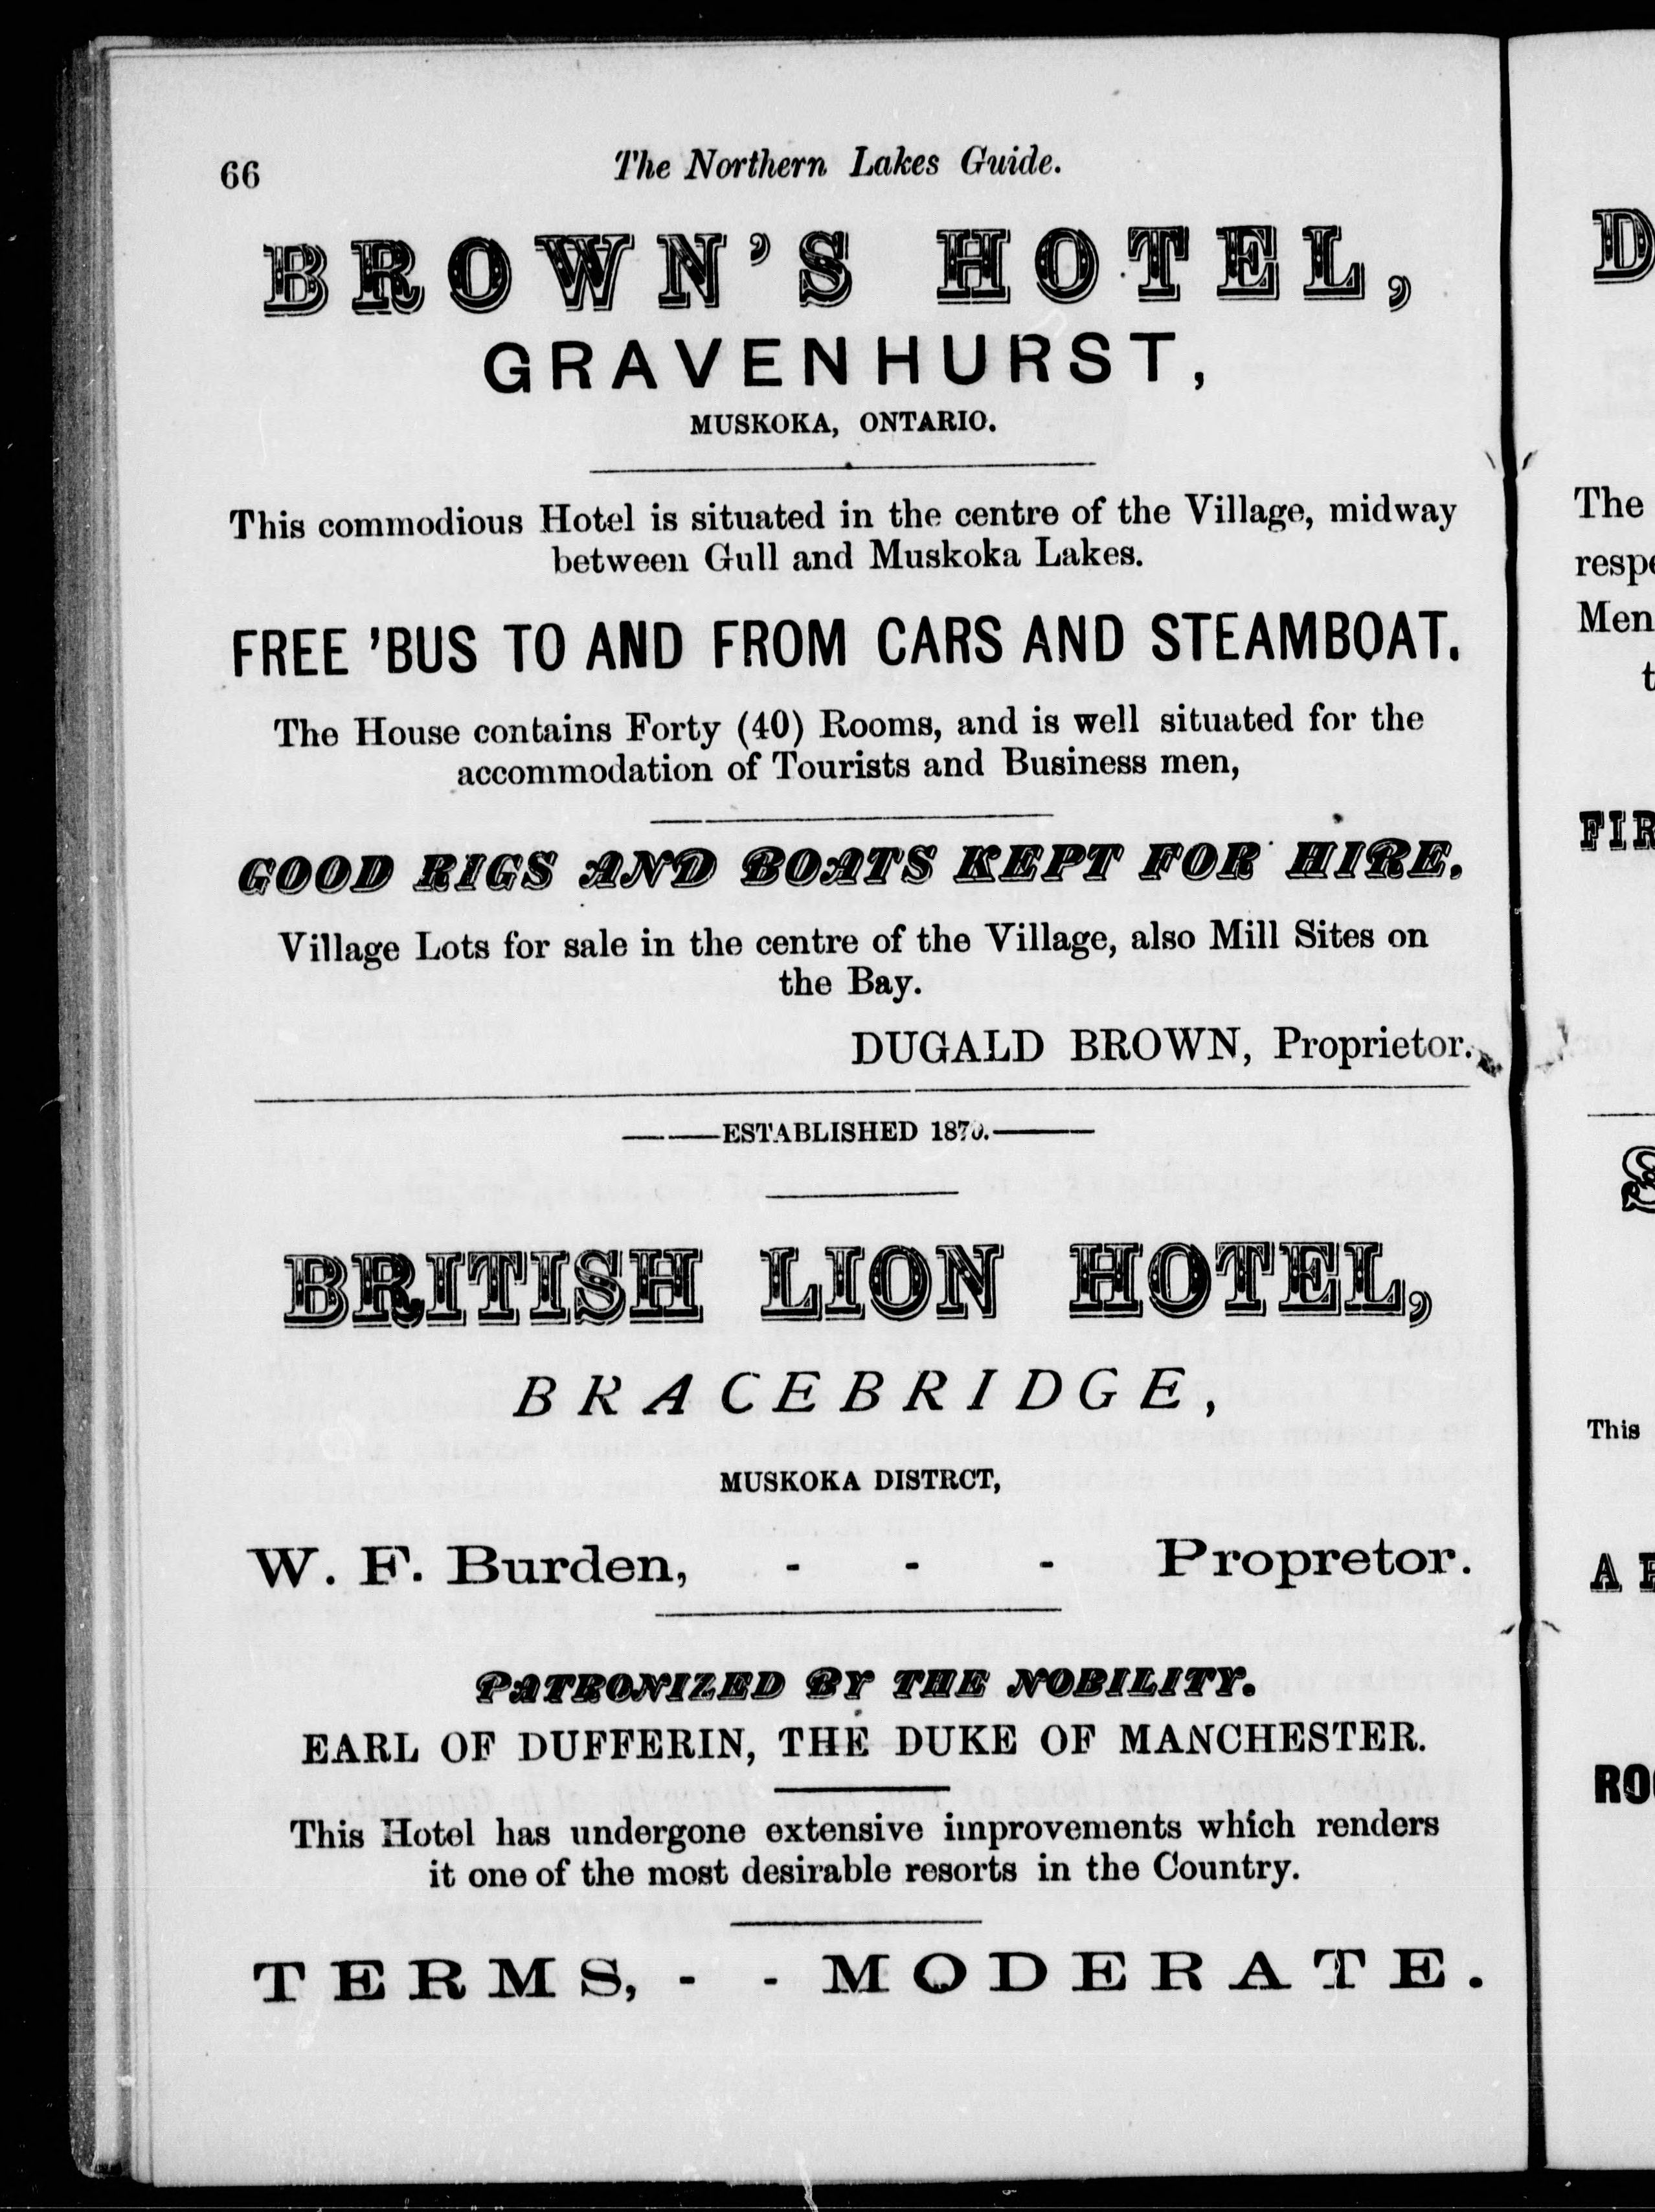 66
The Northern Lakes Guide.
BROWN'S HOTEL,
GRAVENHURST,
MUSKOKA, ONTARIO.
This commodious Hotel is situated in the centre of the Village, midway
between Gull and Muskoka Lakes.
FREE 'BUS TO AND FROM CARS AND STEAMBOAT.
The House contains Forty (40) Rooms, and is well situated for the
accommodation of Tourists and Business men,
GOOD RIGS AND BOATS KEPT FOR HIRE.
Village Lots for sale in the centre of the Village, also Mill Sites on
the Bay.
DUGALD BROWN, Proprietor.
ESTABLISHED 1870.
BRITISH LION HOTEL,
BRACEBRIDGE,
MUSKOKA DISTRCT,
W. F. Burden, - - - Propretor.
PATRONIZED BY THE NOBILITY.
EARL OF DUFFERIN, THE DUKE OF MANCHESTER.
This Hotel has undergone extensive improvements which renders
it one of the most desirable resorts in the Country.
TERMS, - - MODERATE.
D
The
Men
t
FIR
This
A